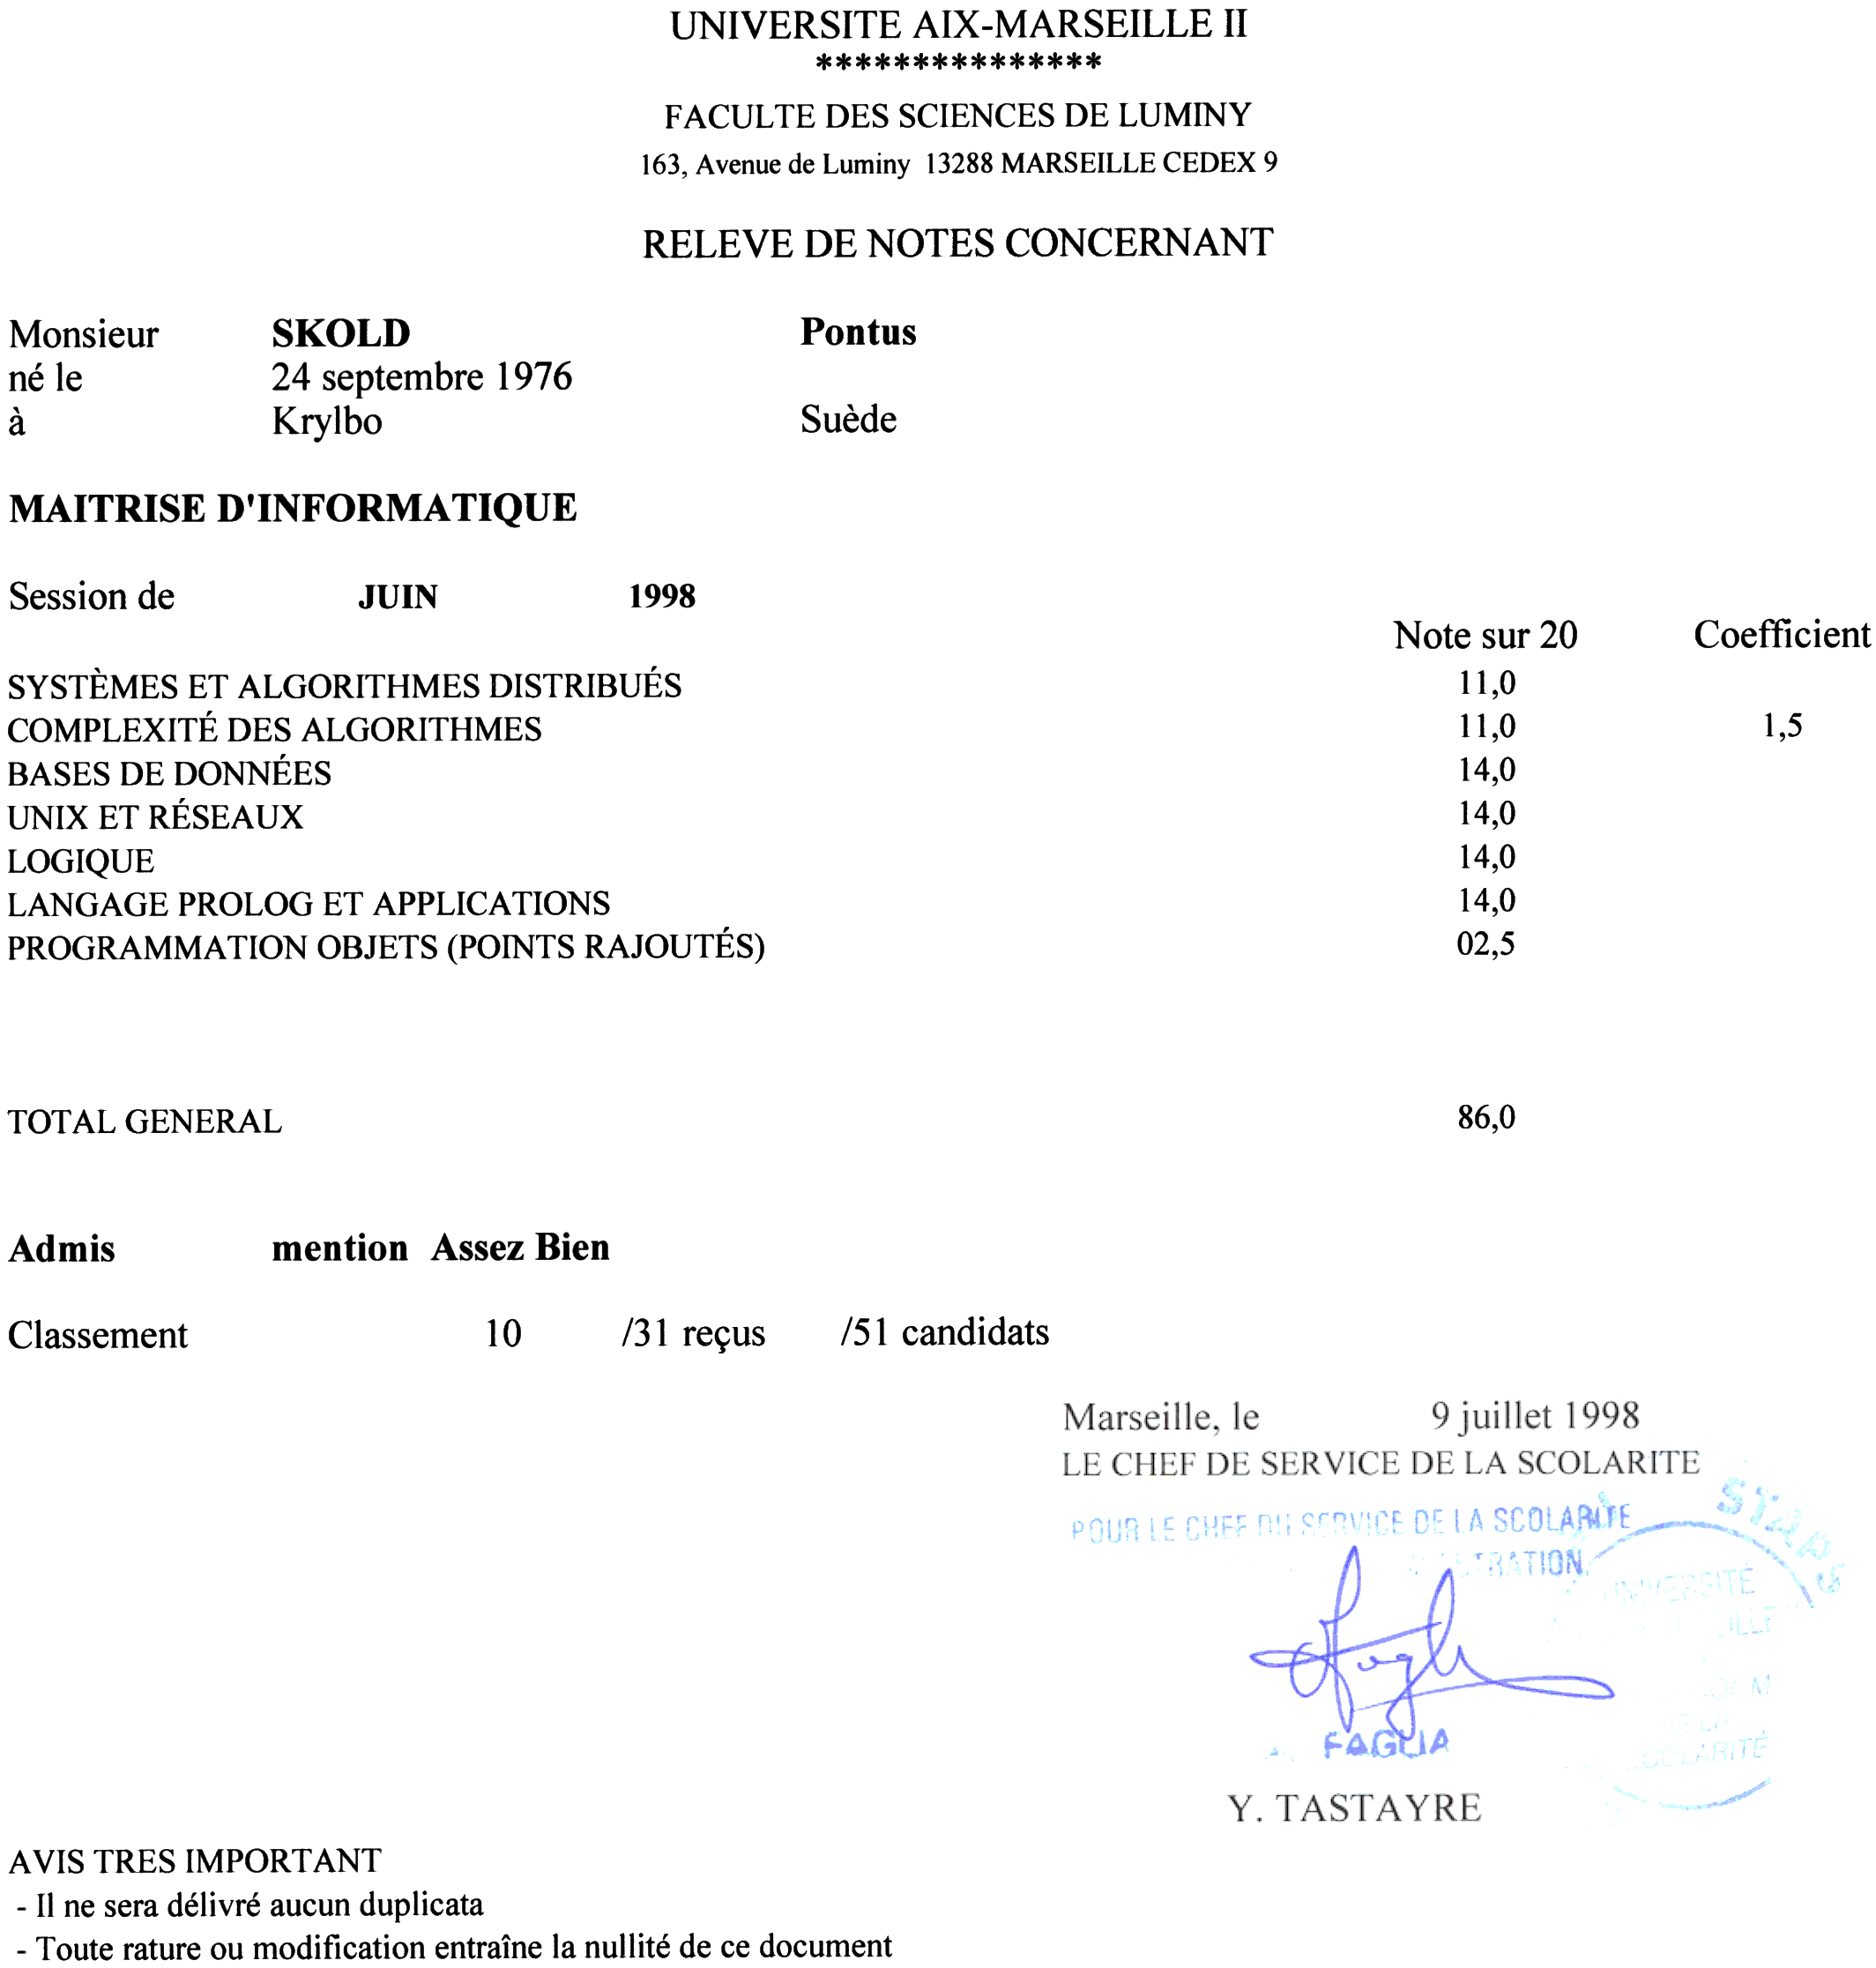 UNIVERSITE AIX-MARSEILLE II
***************
FACULTE DES SCIENCES DE LUMINY
163, Avenue de Luminy 13288 MARSEILLE CEDEX 9
RELEVE DE NOTES CONCERNANT
Monsieur SKOLD Pontus
né le 24 septembre 1976
à Krylbo Suède
MAITRISE D'INFORMATIQUE
Session de JUIN 1998
Note sur 20 Coefficient
SYSTÈMES ET ALGORITHMES DISTRIBUÉS 11,0
COMPLEXITÉ DES ALGORITHMES 11,0 1,5
BASES DE DONNÉES 14,0
UNIX ET RÉSEAUX 14,0
LOGIQUE 14,0
LANGAGE PROLOG ET APPLICATIONS 14,0
PROGRAMMATION OBJETS (POINTS RAJOUTÉS) 02,5
TOTAL GENERAL 86,0
Admis mention Assez Bien
Classement 10 /31 reçus /51 candidats
Marseille, le 9 juillet 1998
LE CHEF DE SERVICE DE LA SCOLARITE
POUR LE CHEF DU SERVICE DE LA SCOLARITE
STAPS
UNIVERSITÉ
DE LA
SCOLARITÉ
FAGLIA
Y. TASTAYRE
AVIS TRES IMPORTANT
- Il ne sera délivré aucun duplicata
- Toute rature ou modification entraîne la nullité de ce document